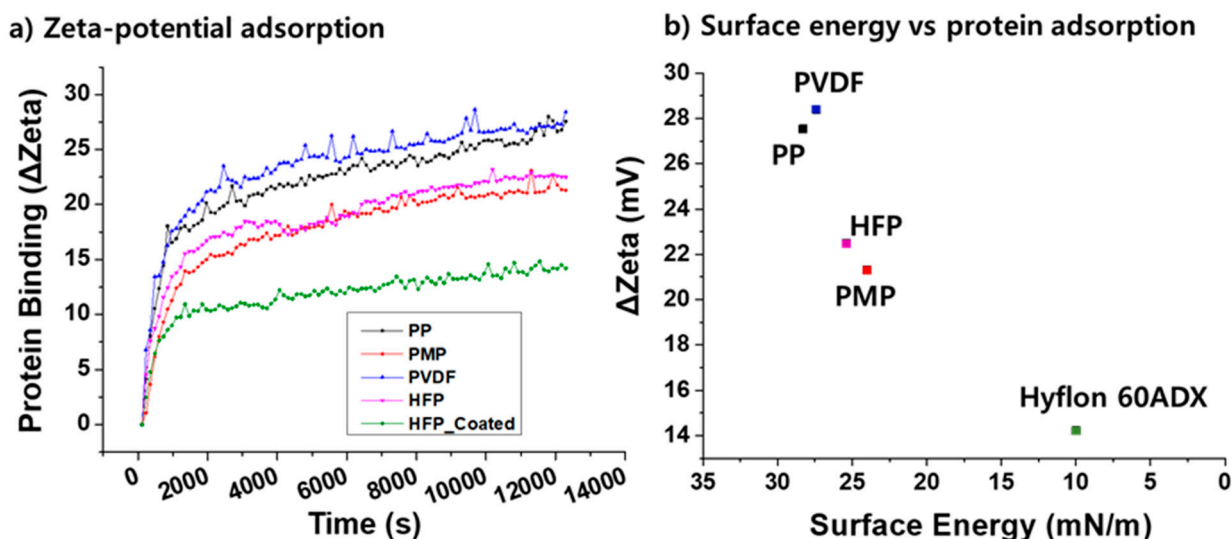 a) Zeta-potential adsorption
Protein Binding (ΔZeta)
30
25
20
15
10
5
0
PP
PMP
PVDF
HFP
HFP_Coated
0 2000 4000 6000 8000 10000 12000 14000
Time (s)
b) Surface energy vs protein adsorption
ΔZeta (mV)
30
28
26
24
22
20
18
16
14
PVDF
PP
HFP
PMP
Hyflon 60ADX
35 30 25 20 15 10 5 0
Surface Energy (mN/m)